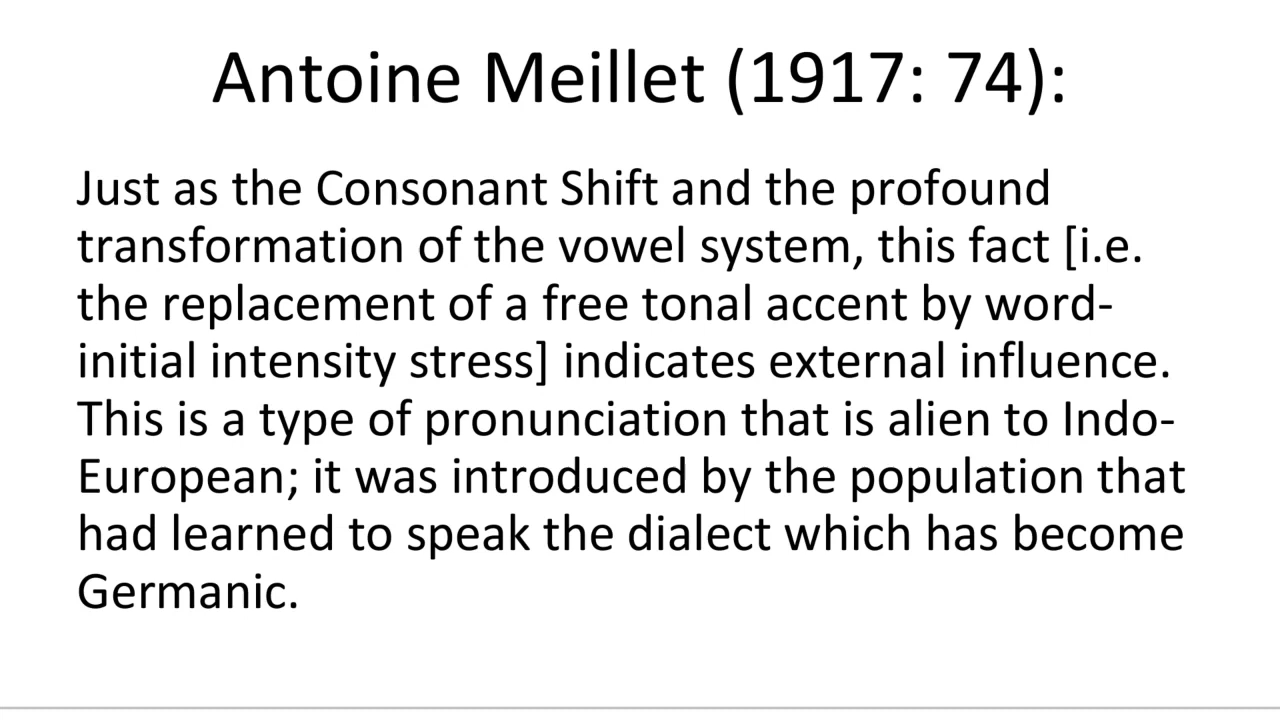 Antoine Meillet (1917: 74):
Just as the Consonant Shift and the profound
transformation of the vowel system, this fact [i.e.
the replacement of a free tonal accent by word-
initial intensity stress] indicates external influence.
This is a type of pronunciation that is alien to Indo-
European; it was introduced by the population that
had learned to speak the dialect which has become
Germanic.